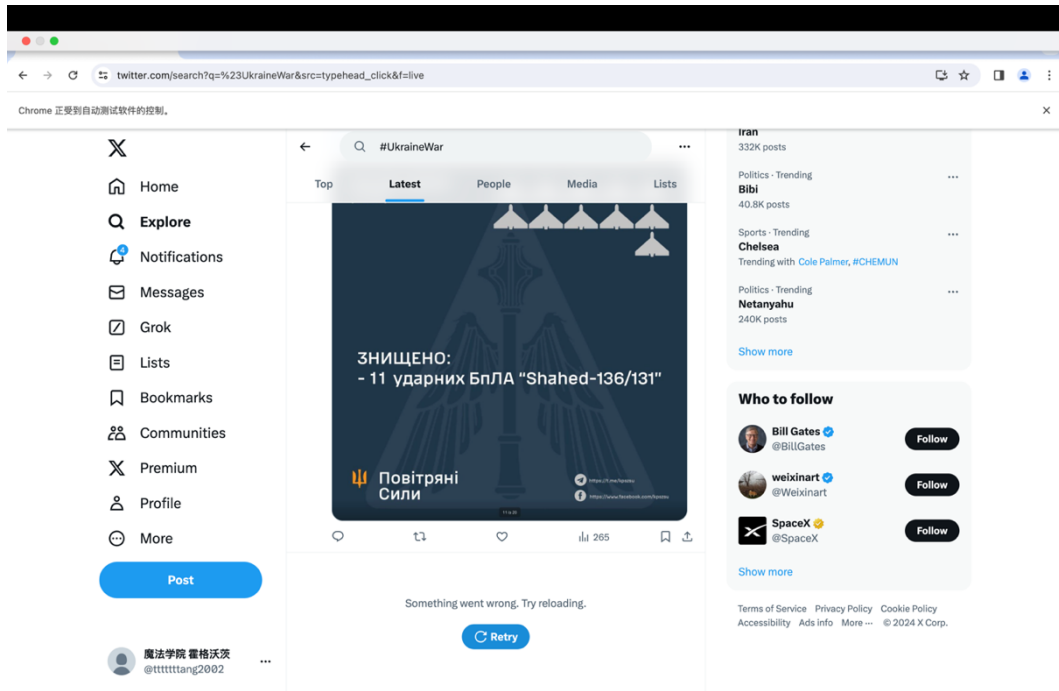 twitter.com/search?q=%23UkraineWar&src=typehead_click&f=live
Chrome 正受到自动测试软件的控制。
Home
Explore
4
Notifications
Messages
Grok
Lists
Bookmarks
Communities
Premium
Profile
More
Post
魔法学院 霍格沃茨
@tttttttang2002
#UkraineWar
Top Latest People Media Lists
ЗНИЩЕНО:
- 11 ударних БпЛА "Shahed-136/131"
Повітряні
Сили
265
Something went wrong. Try reloading.
Retry
Iran
332K posts
Politics · Trending
Bibi
40.8K posts
Sports · Trending
Chelsea
Trending with Cole Palmer, #CHEMUN
Politics · Trending
Netanyahu
240K posts
Show more
Who to follow
Bill Gates
@BillGates
Follow
weixinart
@Weixinart
Follow
SpaceX
@SpaceX
Follow
Show more
Terms of Service Privacy Policy Cookie Policy
Accessibility Ads info More ··· © 2024 X Corp.